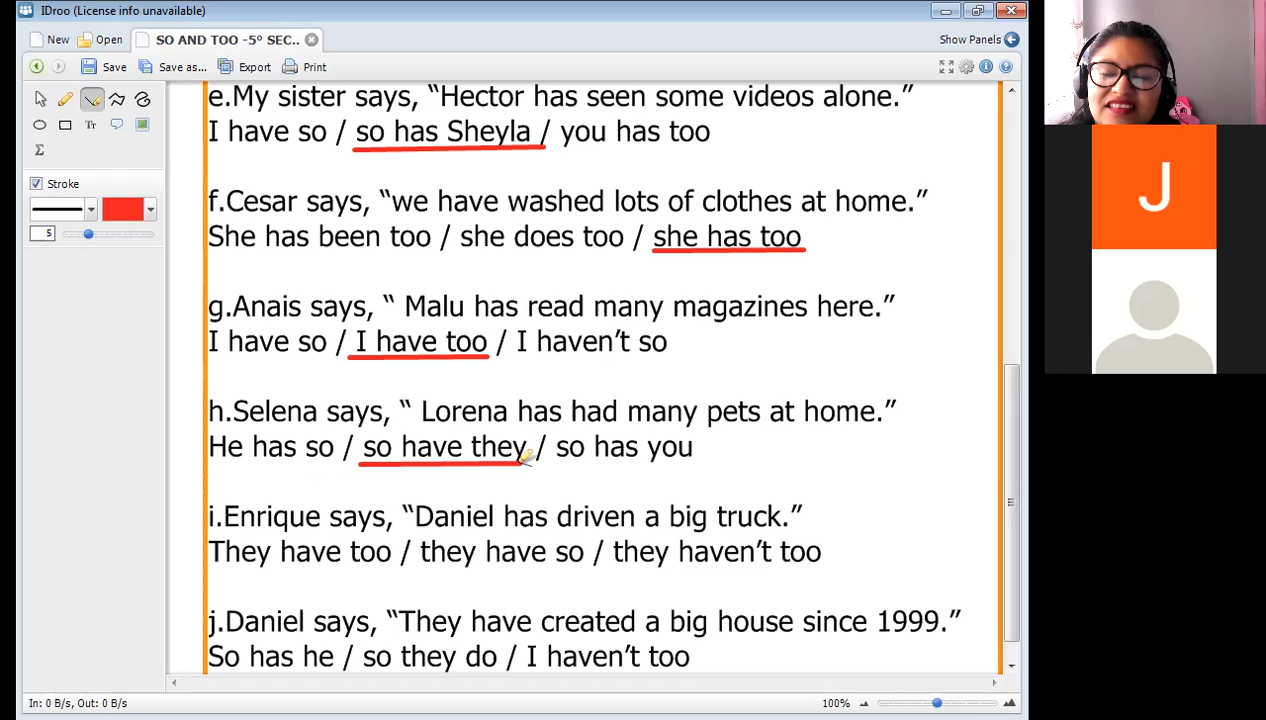 IDroo (License info unavailable)
New Open SO AND TOO -5° SEC.. Show Panels
Save Save as... Export Print
e.My sister says, “Hector has seen some videos alone.”
I have so / so has Sheyla / you has too
f.Cesar says, “we have washed lots of clothes at home.”
She has been too / she does too / she has too
g.Anais says, “ Malu has read many magazines here.”
I have so / I have too / I haven’t so
h.Selena says, “ Lorena has had many pets at home.”
He has so / so have they / so has you
i.Enrique says, “Daniel has driven a big truck.”
They have too / they have so / they haven’t too
j.Daniel says, “They have created a big house since 1999.”
So has he / so they do / I haven’t too
Tт
Σ
Stroke
5
In: 0 B/s, Out: 0 B/s
100%
J